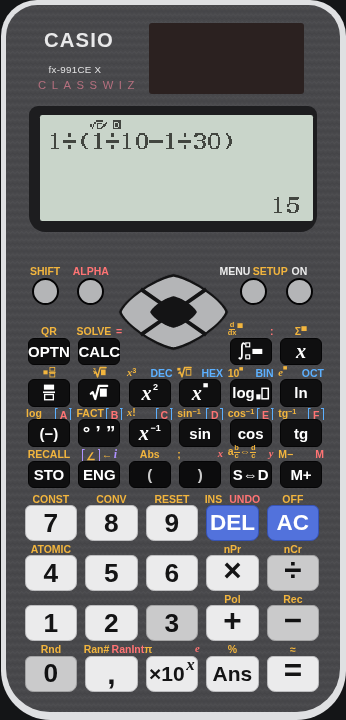 CASIO
fx-991CE X
CLASSWIZ
1÷(1÷10−1÷30)
15
SHIFT ALPHA MENU SETUP ON
QR SOLVE = :
OPTN CALC x
x³ DEC HEX 10 BIN e OCT
x² x log ln
log A FACT B x! C sin⁻¹ D cos⁻¹ E tg⁻¹ F
(−) ° ’ ” x⁻¹ sin cos tg
RECALL ∠ ← i Abs ; x a b/c ⇔ d/c y M− M
STO ENG ( ) S⇔D M+
CONST CONV RESET INS UNDO OFF
7 8 9 DEL AC
ATOMIC nPr nCr
4 5 6 × ÷
Pol Rec
1 2 3 + −
Rnd Ran# RanInt π e % ≈
0 , ×10ˣ Ans =